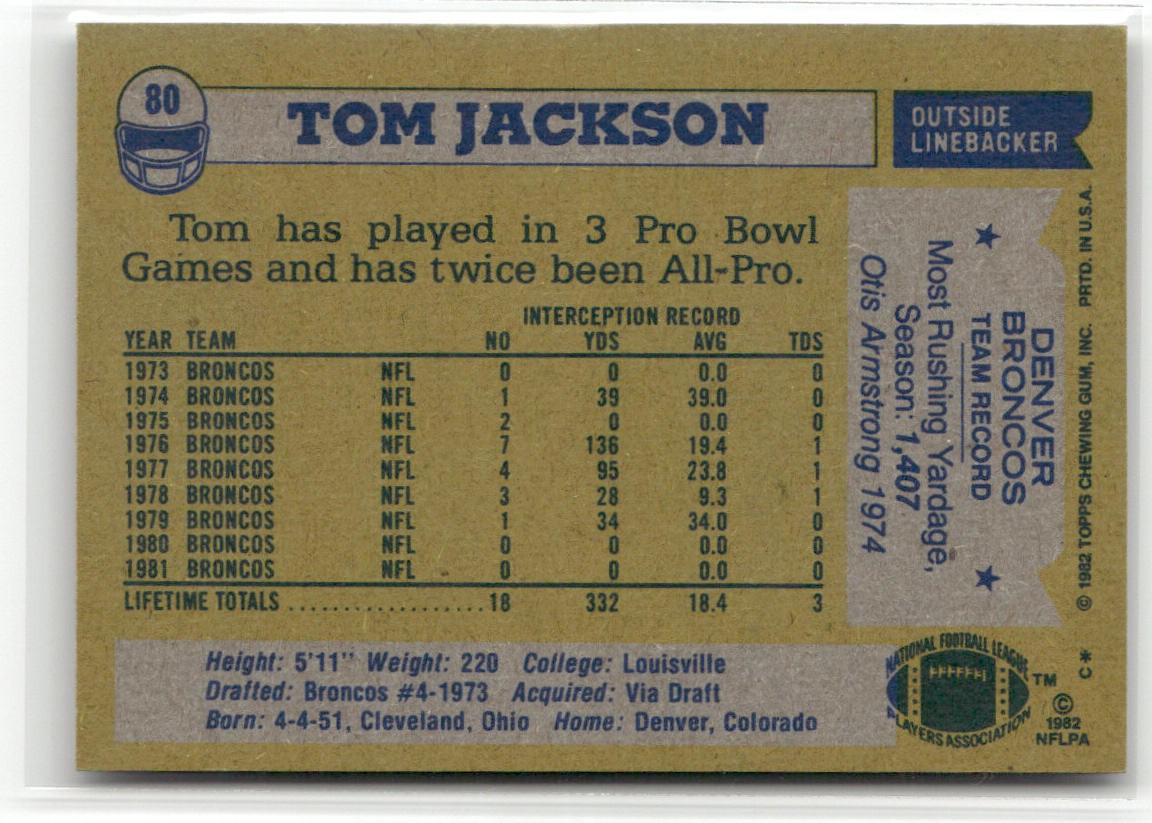 80
TOM JACKSON
OUTSIDE
LINEBACKER
Tom has played in 3 Pro Bowl
Games and has twice been All-Pro.
INTERCEPTION RECORD
YEAR TEAM NO YDS AVG TDS
1973 BRONCOS NFL 0 0 0.0 0
1974 BRONCOS NFL 1 39 39.0 0
1975 BRONCOS NFL 2 0 0.0 0
1976 BRONCOS NFL 7 136 19.4 1
1977 BRONCOS NFL 4 95 23.8 1
1978 BRONCOS NFL 3 28 9.3 1
1979 BRONCOS NFL 1 34 34.0 0
1980 BRONCOS NFL 0 0 0.0 0
1981 BRONCOS NFL 0 0 0.0 0
LIFETIME TOTALS ..................18 332 18.4 3
DENVER
BRONCOS
TEAM RECORD
Most Rushing Yardage,
Season: 1,407
Otis Armstrong 1974
© 1982 TOPPS CHEWING GUM, INC. PRTD. IN U.S.A.
C*
Height: 5'11" Weight: 220 College: Louisville
Drafted: Broncos #4-1973 Acquired: Via Draft
Born: 4-4-51, Cleveland, Ohio Home: Denver, Colorado
NATIONAL FOOTBALL LEAGUE
PLAYERS ASSOCIATION
TM
©
1982
NFLPA